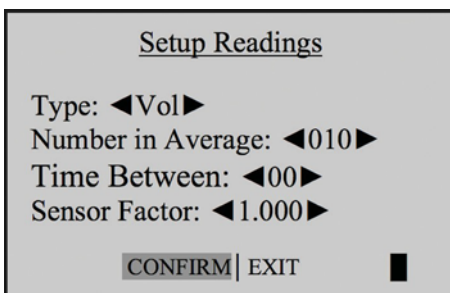 Setup Readings
Type: ◄Vol►
Number in Average: ◄010►
Time Between: ◄00►
Sensor Factor: ◄1.000►
CONFIRM| EXIT